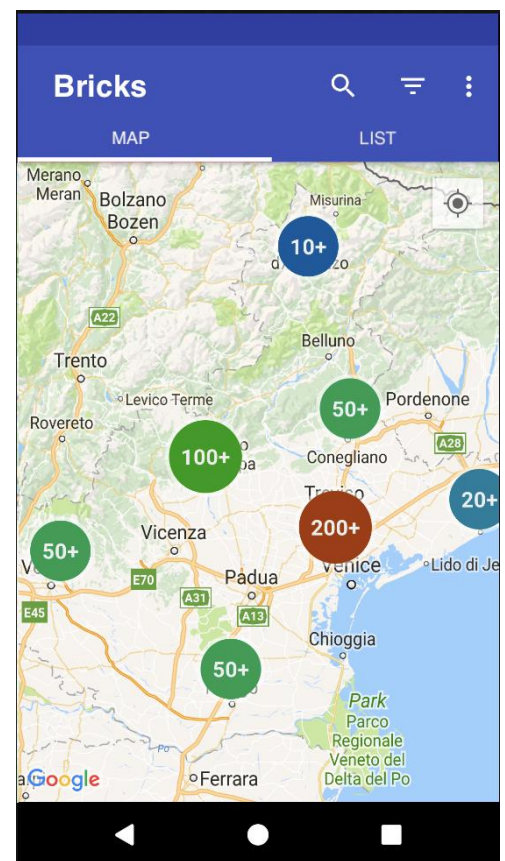 Bricks
MAP LIST
Merano
Meran
Bolzano
Bozen
Misurina
10+
A22
Belluno
Trento
Levico Terme
50+
Pordenone
Rovereto
100+
Conegliano
A28
Treviso
20+
200+
Vicenza
50+
Venice
Lido di Je
E70
Padua
A31
E45
A13
Chioggia
50+
Park
Parco
Regionale
Veneto del
Delta del Po
Po
Google
Ferrara